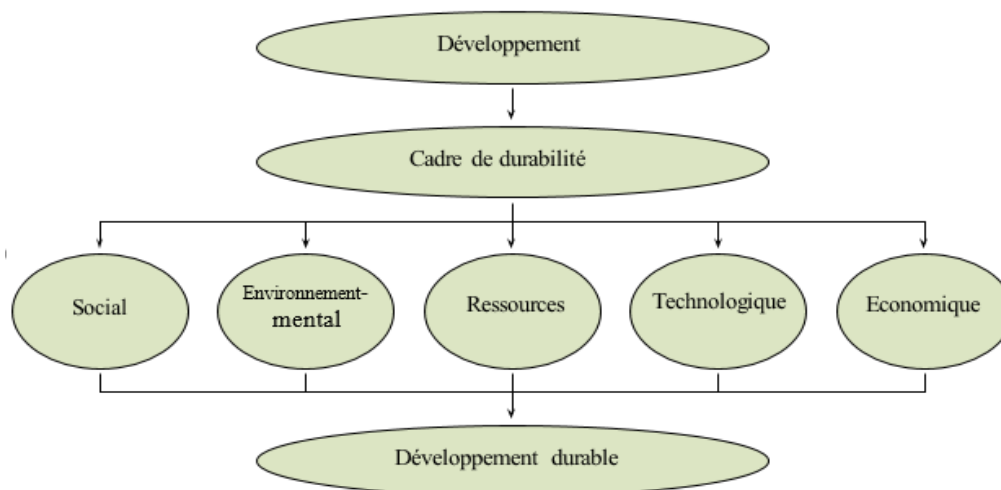 Développement
Cadre de durabilité
Social
Environnement-
mental
Ressources
Technologique
Economique
Développement durable